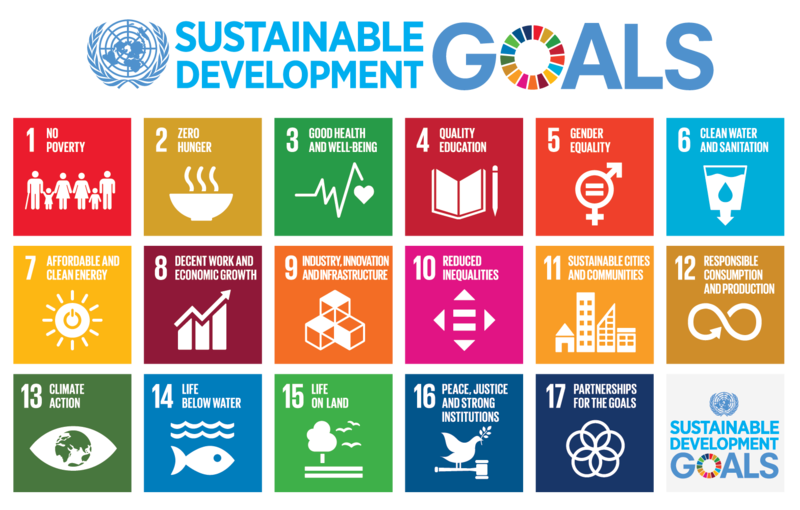 SUSTAINABLE
DEVELOPMENT
GOALS
1 NO
POVERTY
2 ZERO
HUNGER
3 GOOD HEALTH
AND WELL-BEING
4 QUALITY
EDUCATION
5 GENDER
EQUALITY
6 CLEAN WATER
AND SANITATION
7 AFFORDABLE AND
CLEAN ENERGY
8 DECENT WORK AND
ECONOMIC GROWTH
9 INDUSTRY, INNOVATION
AND INFRASTRUCTURE
10 REDUCED
INEQUALITIES
11 SUSTAINABLE CITIES
AND COMMUNITIES
12 RESPONSIBLE
CONSUMPTION
AND PRODUCTION
13 CLIMATE
ACTION
14 LIFE
BELOW WATER
15 LIFE
ON LAND
16 PEACE, JUSTICE
AND STRONG
INSTITUTIONS
17 PARTNERSHIPS
FOR THE GOALS
SUSTAINABLE
DEVELOPMENT
GOALS